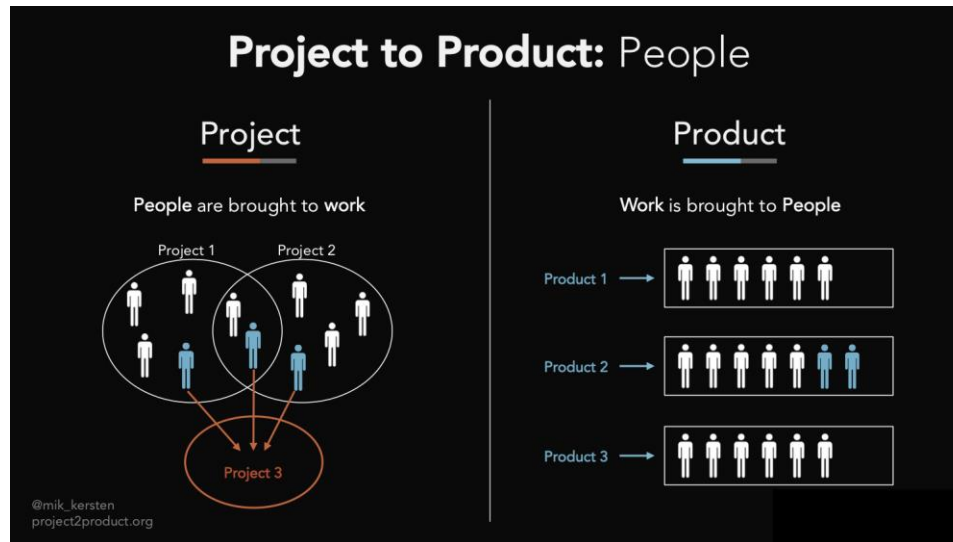 Project to Product: People
Project
People are brought to work
Project 1
Project 2
Project 3
Product
Work is brought to People
Product 1
Product 2
Product 3
@mik_kersten
project2product.org